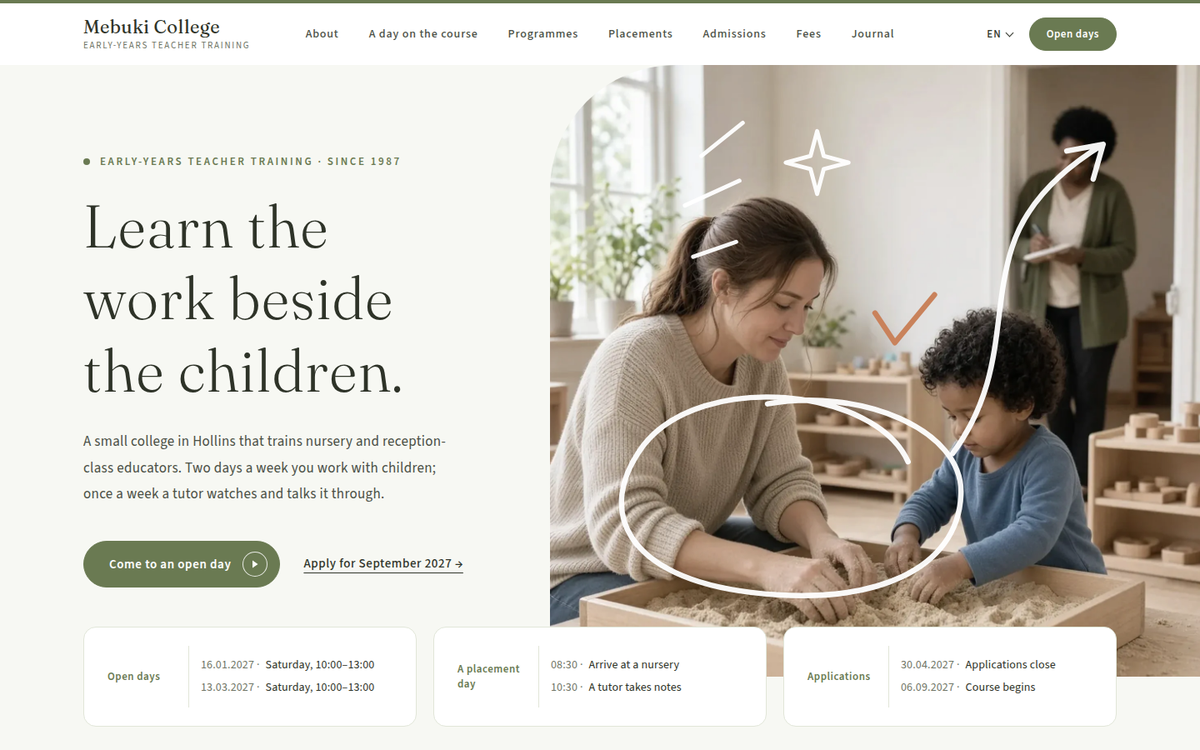 Mebuki College
EARLY-YEARS TEACHER TRAINING
About
A day on the course
Programmes
Placements
Admissions
Fees
Journal
EN
Open days
EARLY-YEARS TEACHER TRAINING · SINCE 1987
Learn the
work beside
the children.
A small college in Hollins that trains nursery and reception-
class educators. Two days a week you work with children;
once a week a tutor watches and talks it through.
Come to an open day
Apply for September 2027 →
Open days
16.01.2027 · Saturday, 10:00–13:00
13.03.2027 · Saturday, 10:00–13:00
A placement
day
08:30 · Arrive at a nursery
10:30 · A tutor takes notes
Applications
30.04.2027 · Applications close
06.09.2027 · Course begins